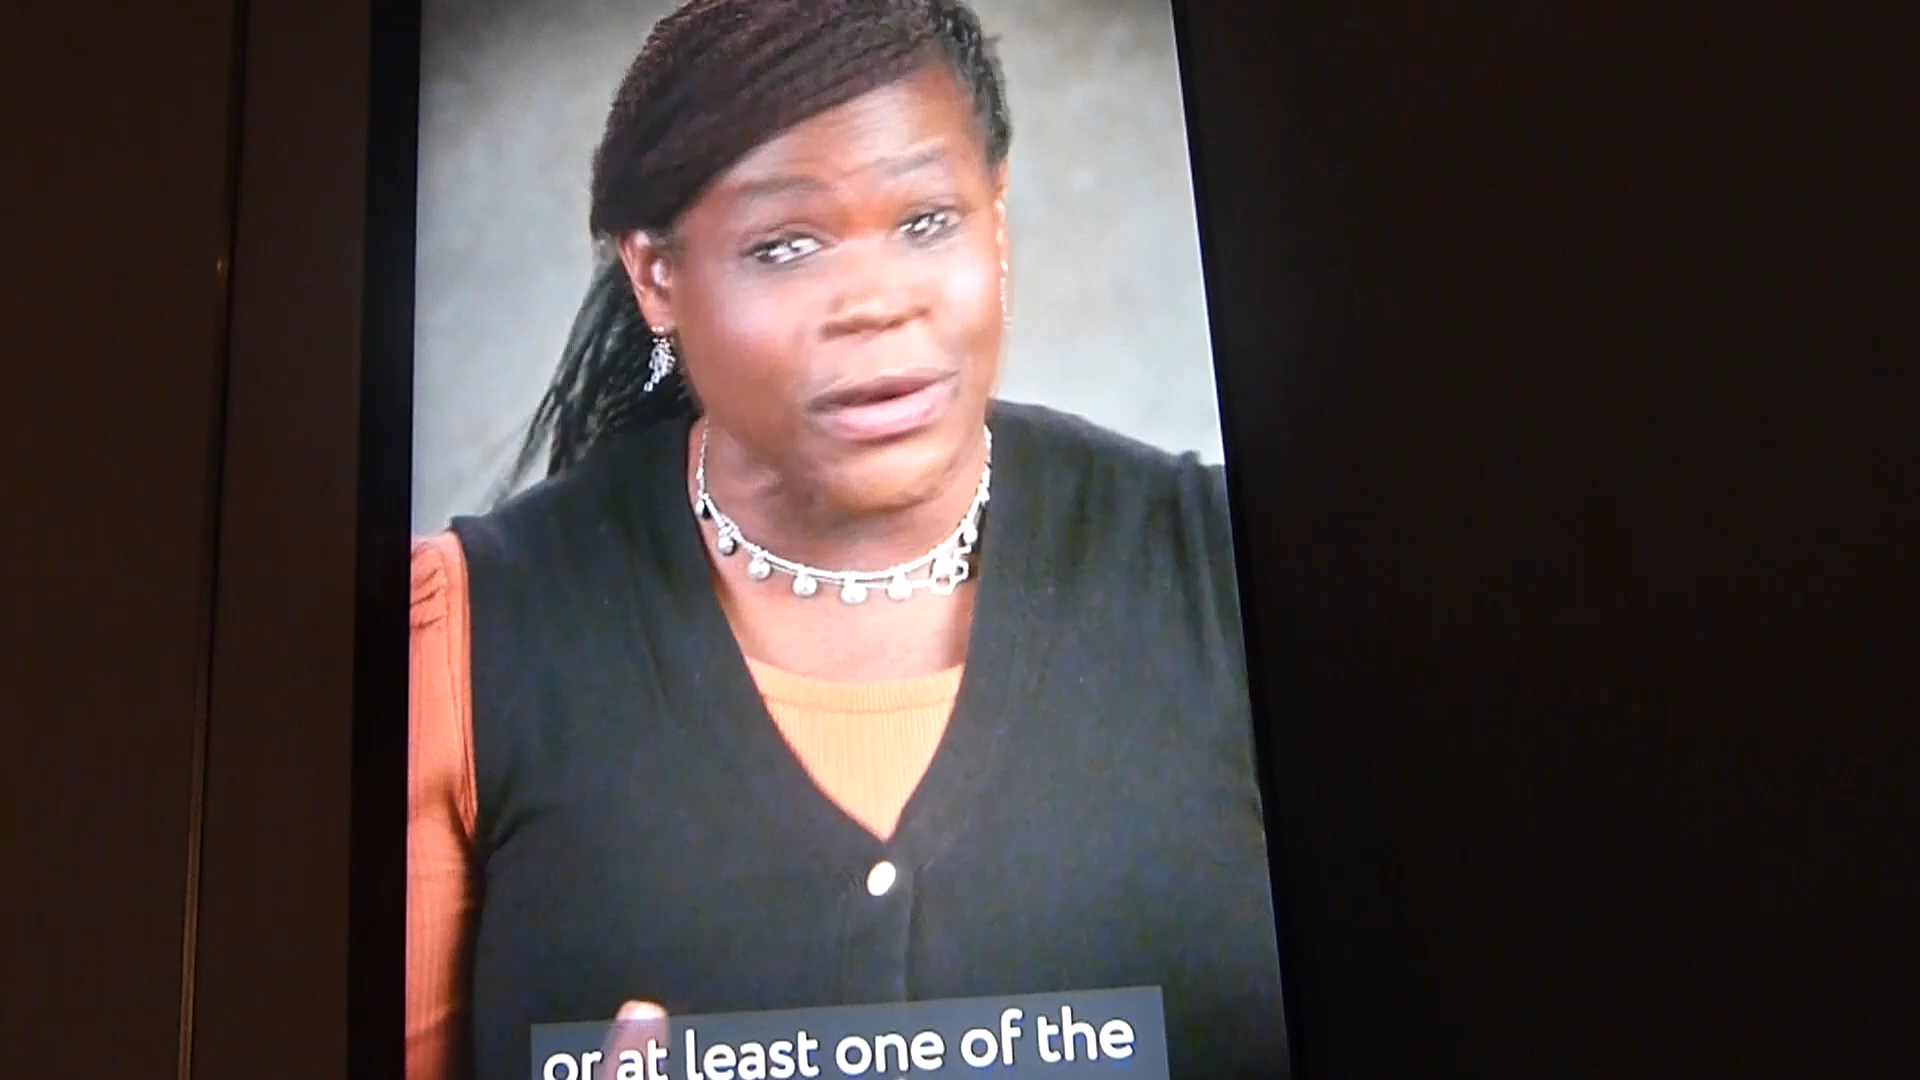 or at least one of the